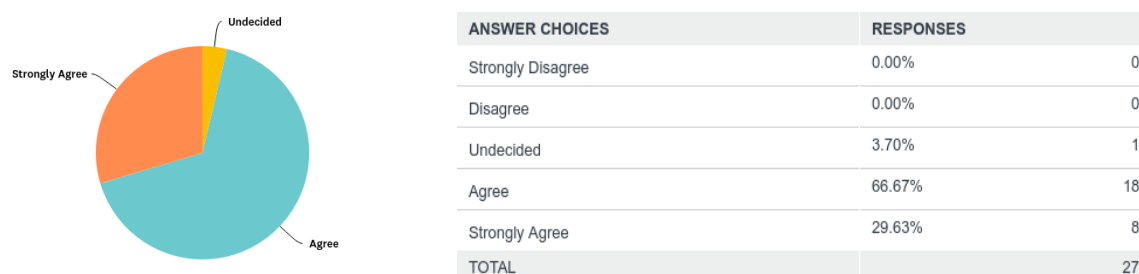 Undecided
Strongly Agree
Agree
ANSWER CHOICES RESPONSES
Strongly Disagree 0.00% 0
Disagree 0.00% 0
Undecided 3.70% 1
Agree 66.67% 18
Strongly Agree 29.63% 8
TOTAL 27